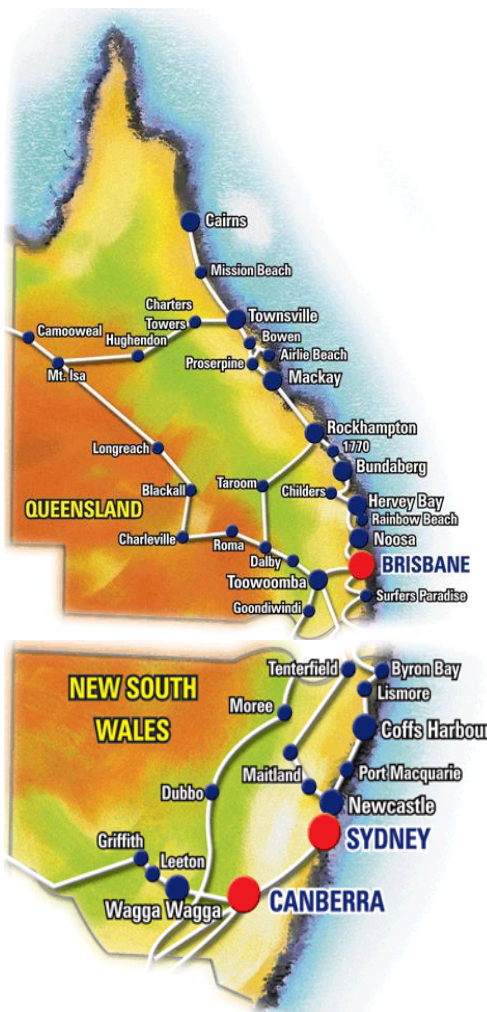 Cairns
Mission Beach
Charters
Towers
Townsville
Camooweal
Hughendon
Bowen
Airlie Beach
Proserpine
Mt. Isa
Mackay
Rockhampton
1770
Longreach
Bundaberg
Blackall
Taroom
Childers
QUEENSLAND
Hervey Bay
Rainbow Beach
Charleville
Roma
Noosa
Dalby
BRISBANE
Toowoomba
Surfers Paradise
Goondiwindi
Tenterfield
Byron Bay
NEW SOUTH
WALES
Lismore
Moree
Coffs Harbour
Maitland
Port Macquarie
Dubbo
Newcastle
SYDNEY
Griffith
Leeton
Wagga Wagga
CANBERRA